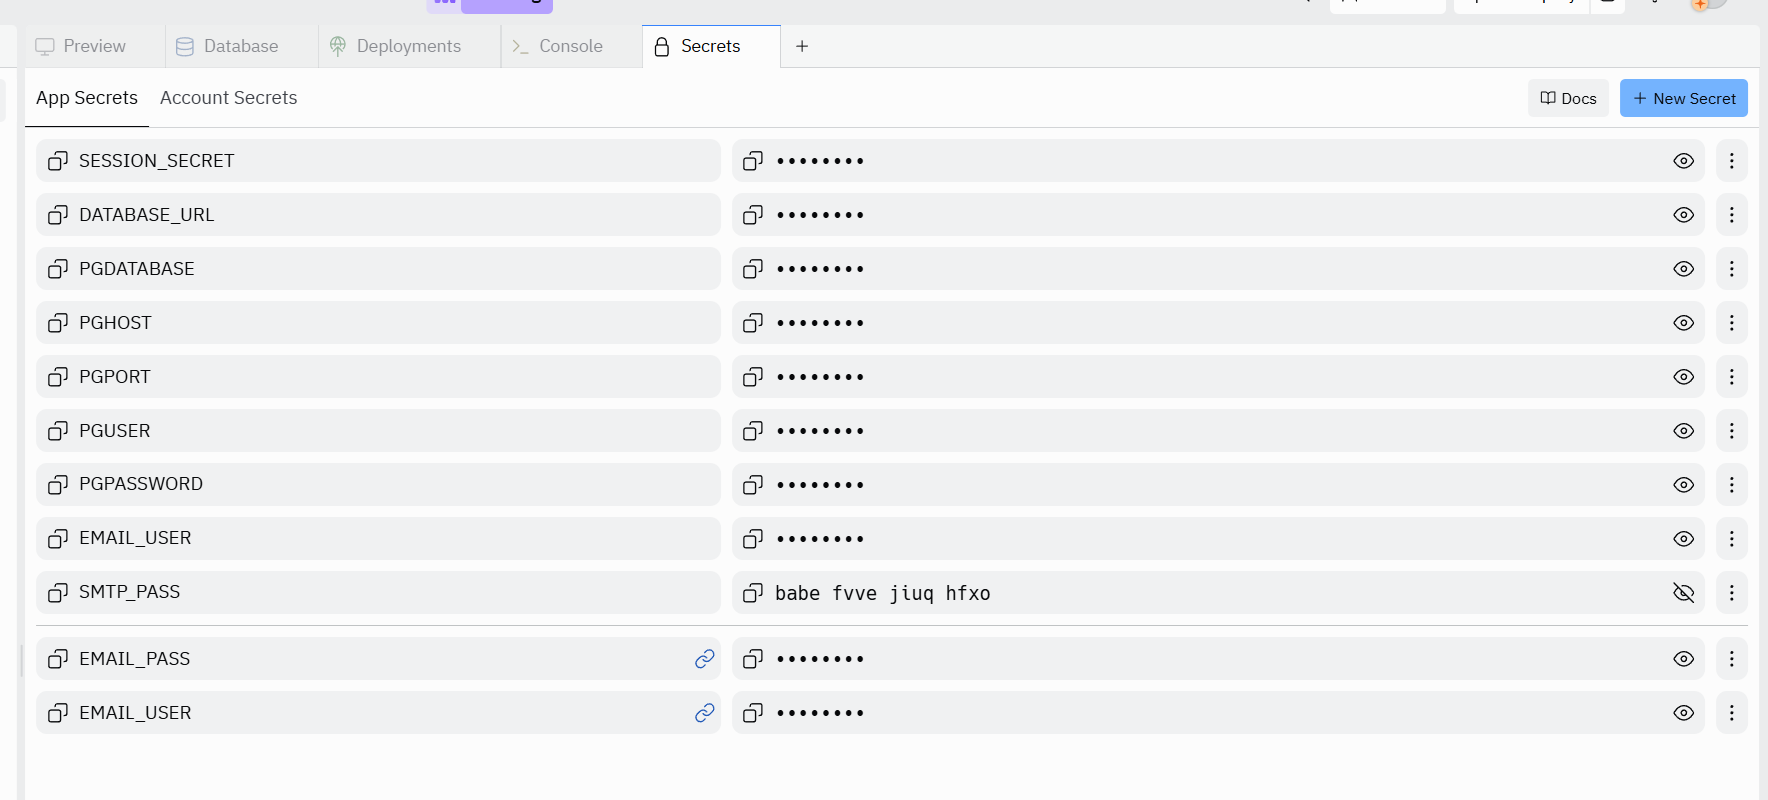 Preview Database Deployments Console Secrets +
App Secrets Account Secrets Docs + New Secret
SESSION_SECRET ••••••••
DATABASE_URL ••••••••
PGDATABASE ••••••••
PGHOST ••••••••
PGPORT ••••••••
PGUSER ••••••••
PGPASSWORD ••••••••
EMAIL_USER ••••••••
SMTP_PASS babe fvve jiuq hfxo
EMAIL_PASS ••••••••
EMAIL_USER ••••••••